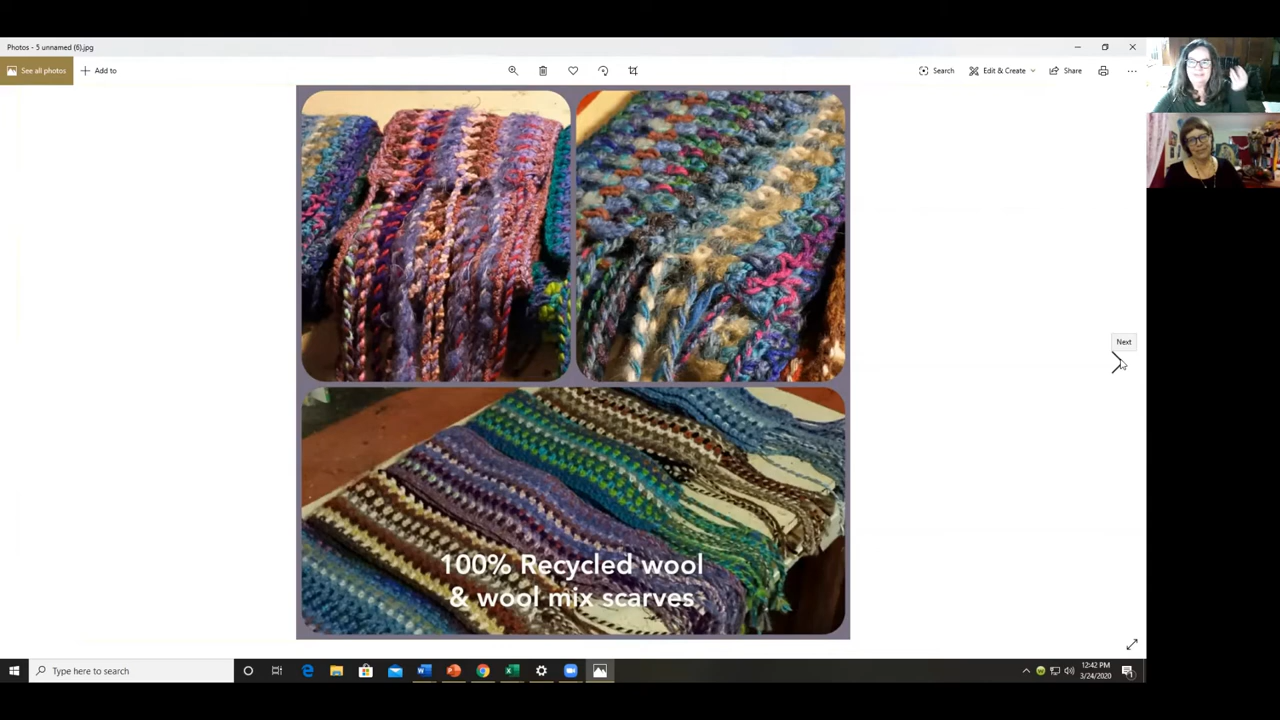 Photos - 5 unnamed (6).jpg
See all photos
Add to
Search
Edit & Create
Share
Next
100% Recycled wool
& wool mix scarves
Type here to search
12:42 PM
3/24/2020